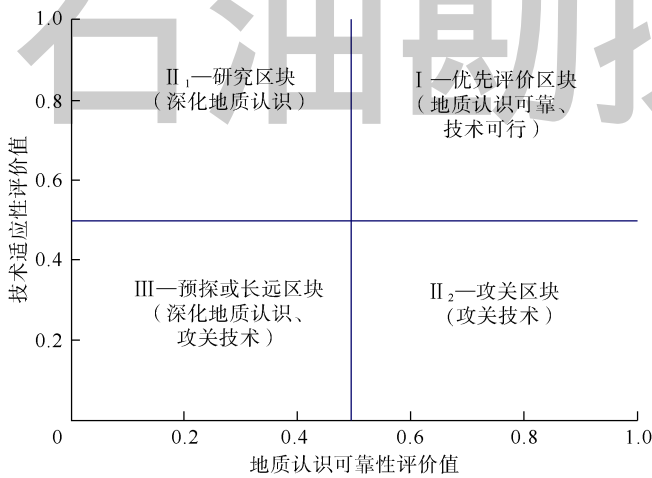 石油勘探
1.0
Ⅱ₁—研究区块
（深化地质认识）
Ⅰ—优先评价区块
（地质认识可靠、
技术可行）
0.8
0.6
0.4
0.2
技术适应性评价值
Ⅲ—预探或长远区块
（深化地质认识、
攻关技术）
Ⅱ₂—攻关区块
（攻关技术）
0 0.2 0.4 0.6 0.8 1.0
地质认识可靠性评价值